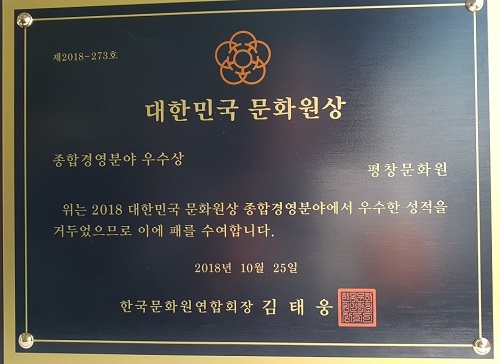 제2018-273호
대한민국 문화원상
종합경영분야 우수상
평창문화원
위는 2018 대한민국 문화원상 종합경영분야에서 우수한 성적을
거두었으므로 이에 패를 수여합니다.
2018년 10월 25일
한국문화원연합회장 김태웅